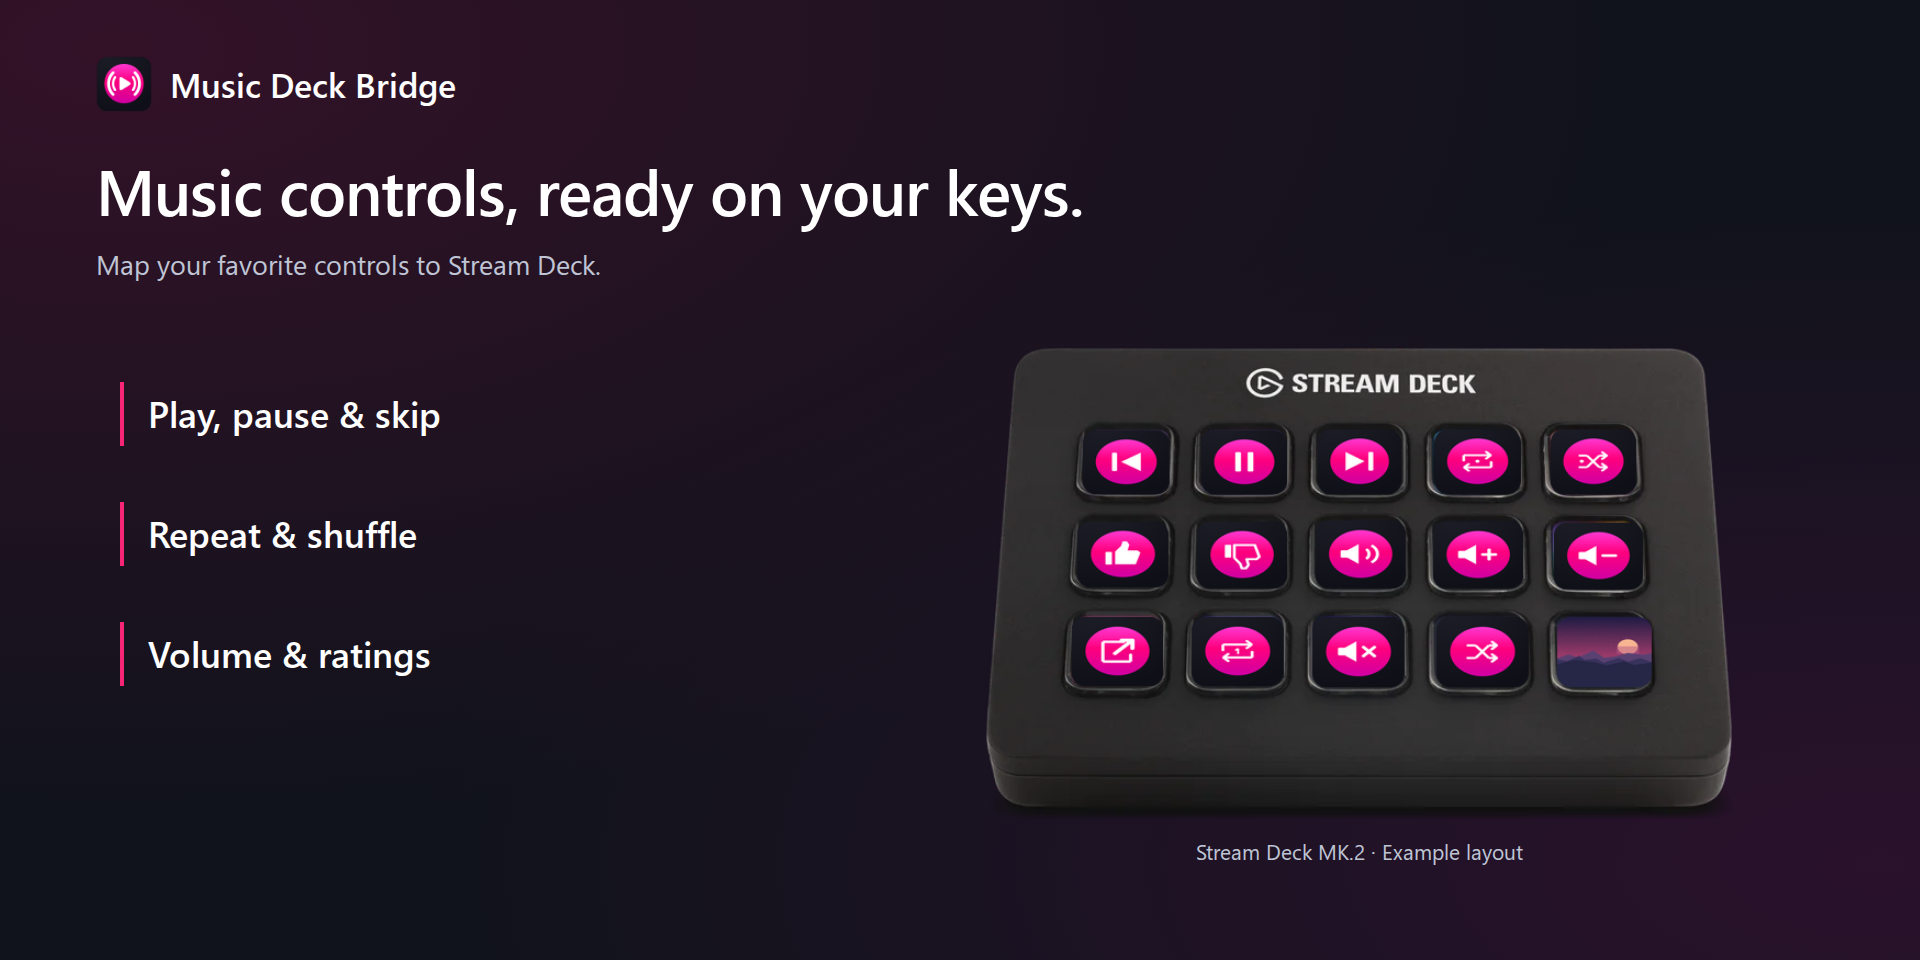 Music Deck Bridge
Music controls, ready on your keys.
Map your favorite controls to Stream Deck.
Play, pause & skip
Repeat & shuffle
Volume & ratings
STREAM DECK
1
Stream Deck MK.2 · Example layout